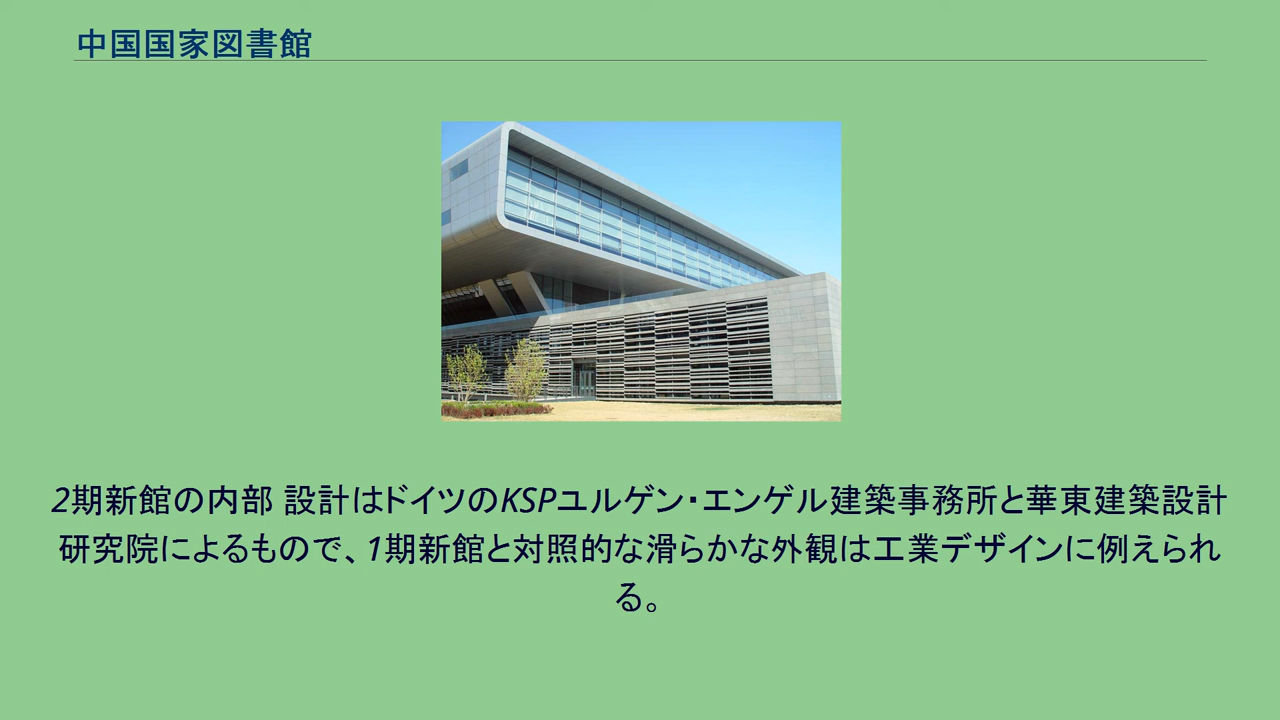 中国国家図書館
2期新館の内部 設計はドイツのKSPユルゲン・エンゲル建築事務所と華東建築設計
研究院によるもので、1期新館と対照的な滑らかな外観は工業デザインに例えられ
る。